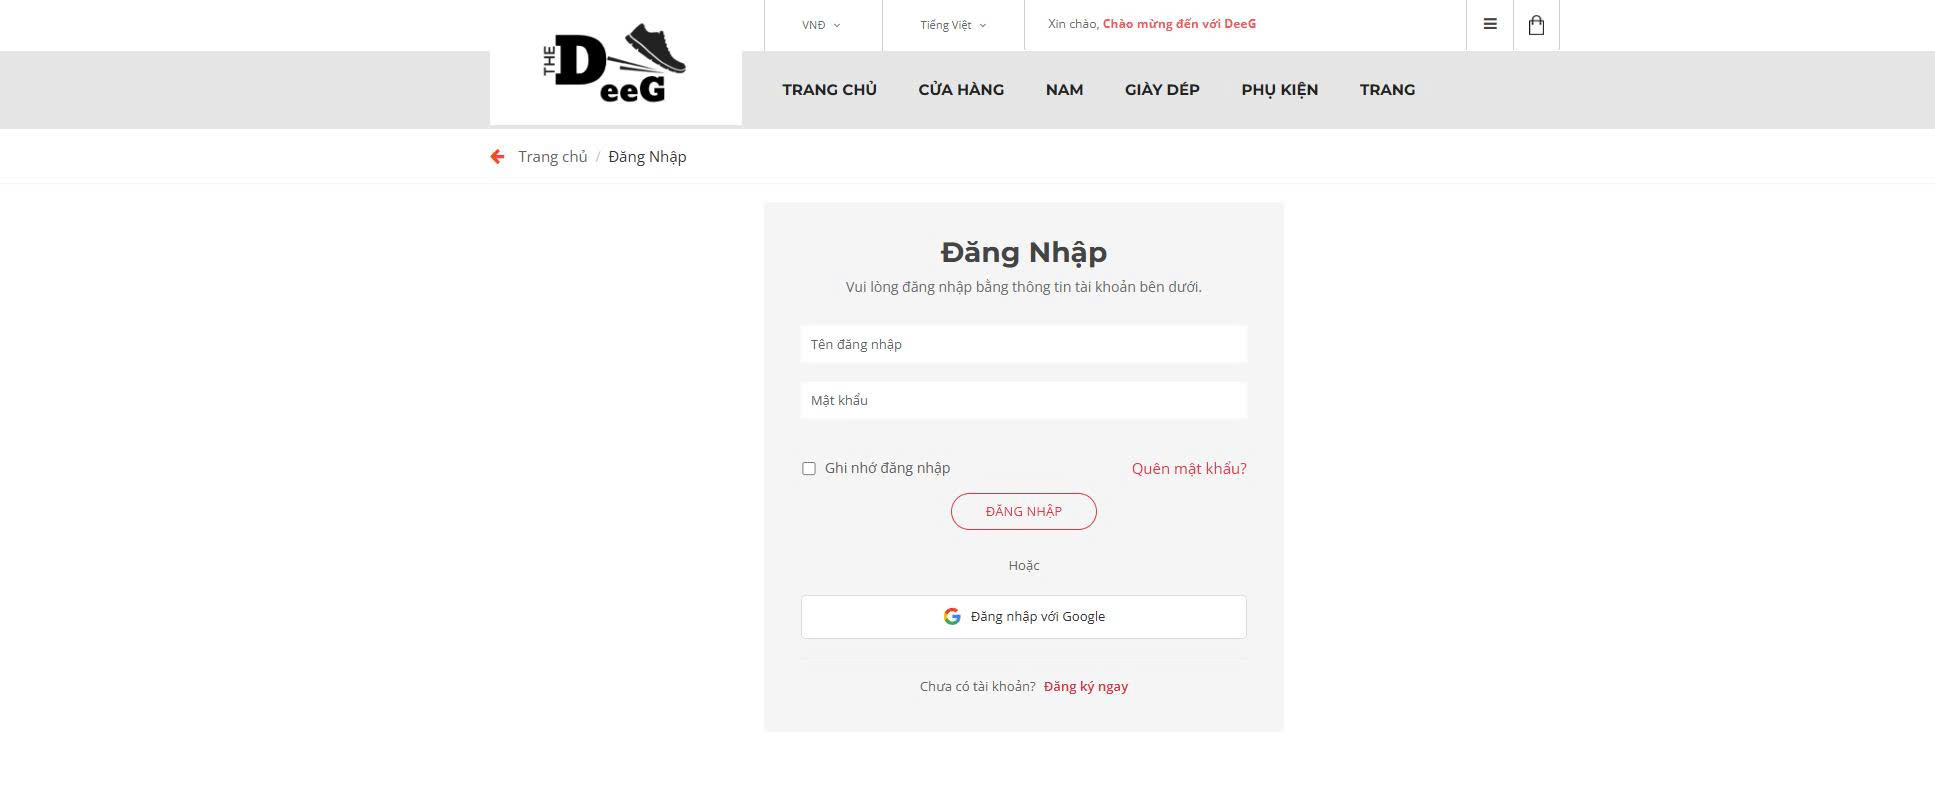 THE DeeG
VNĐ
Tiếng Việt
Xin chào, Chào mừng đến với DeeG
TRANG CHỦ
CỬA HÀNG
NAM
GIÀY DÉP
PHỤ KIỆN
TRANG
Trang chủ / Đăng Nhập
Đăng Nhập
Vui lòng đăng nhập bằng thông tin tài khoản bên dưới.
Tên đăng nhập
Mật khẩu
Ghi nhớ đăng nhập
Quên mật khẩu?
ĐĂNG NHẬP
Hoặc
Đăng nhập với Google
Chưa có tài khoản? Đăng ký ngay